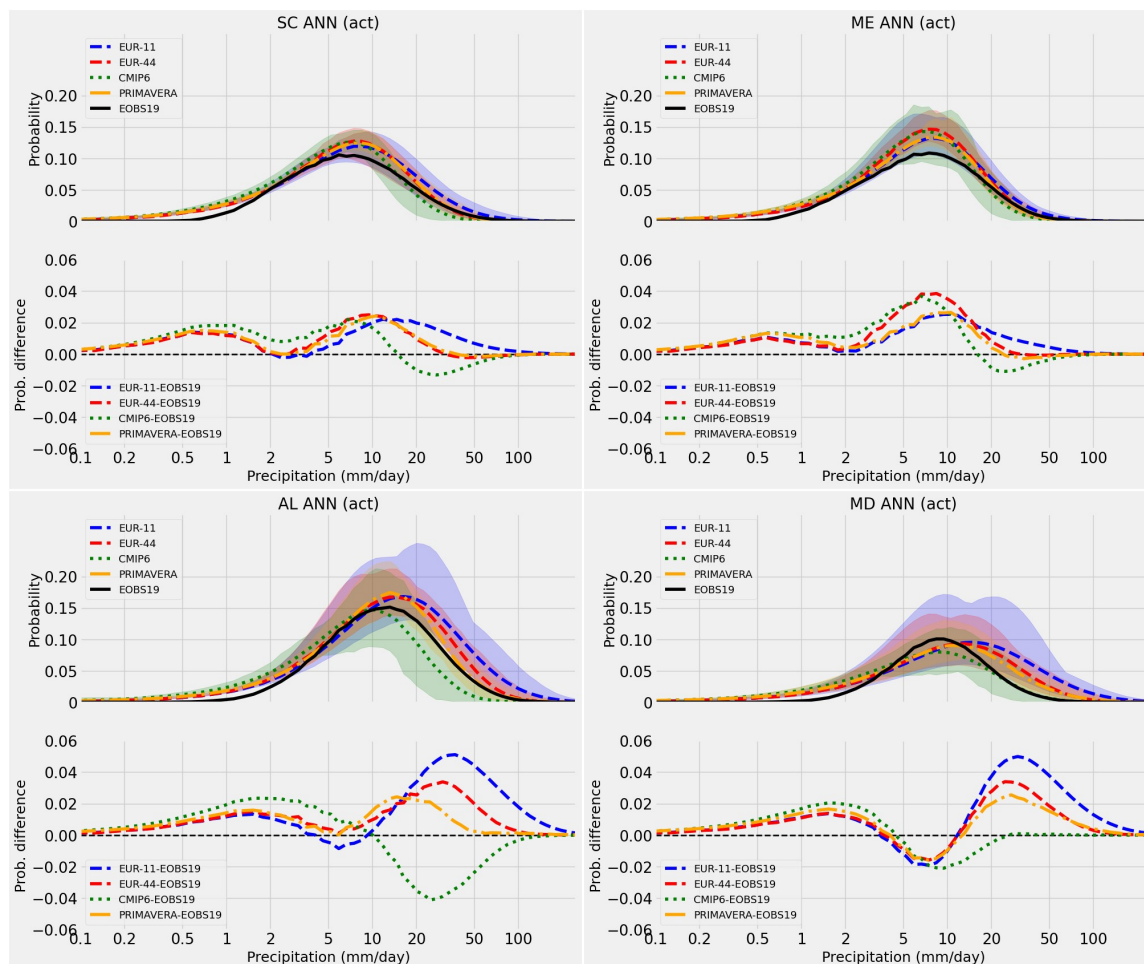 SC ANN (act)
EUR-11
EUR-44
CMIP6
PRIMAVERA
EOBS19
Probability
0.20
0.15
0.10
0.05
0
Prob. difference
0.06
0.04
0.02
0.00
−0.02
−0.04
−0.06
EUR-11-EOBS19
EUR-44-EOBS19
CMIP6-EOBS19
PRIMAVERA-EOBS19
0.1 0.2 0.5 1 2 5 10 20 50 100
Precipitation (mm/day)
ME ANN (act)
EUR-11
EUR-44
CMIP6
PRIMAVERA
EOBS19
Probability
0.20
0.15
0.10
0.05
0
Prob. difference
0.06
0.04
0.02
0.00
−0.02
−0.04
−0.06
EUR-11-EOBS19
EUR-44-EOBS19
CMIP6-EOBS19
PRIMAVERA-EOBS19
0.1 0.2 0.5 1 2 5 10 20 50 100
Precipitation (mm/day)
AL ANN (act)
EUR-11
EUR-44
CMIP6
PRIMAVERA
EOBS19
Probability
0.20
0.15
0.10
0.05
0
Prob. difference
0.06
0.04
0.02
0.00
−0.02
−0.04
−0.06
EUR-11-EOBS19
EUR-44-EOBS19
CMIP6-EOBS19
PRIMAVERA-EOBS19
0.1 0.2 0.5 1 2 5 10 20 50 100
Precipitation (mm/day)
MD ANN (act)
EUR-11
EUR-44
CMIP6
PRIMAVERA
EOBS19
Probability
0.20
0.15
0.10
0.05
0
Prob. difference
0.06
0.04
0.02
0.00
−0.02
−0.04
−0.06
EUR-11-EOBS19
EUR-44-EOBS19
CMIP6-EOBS19
PRIMAVERA-EOBS19
0.1 0.2 0.5 1 2 5 10 20 50 100
Precipitation (mm/day)